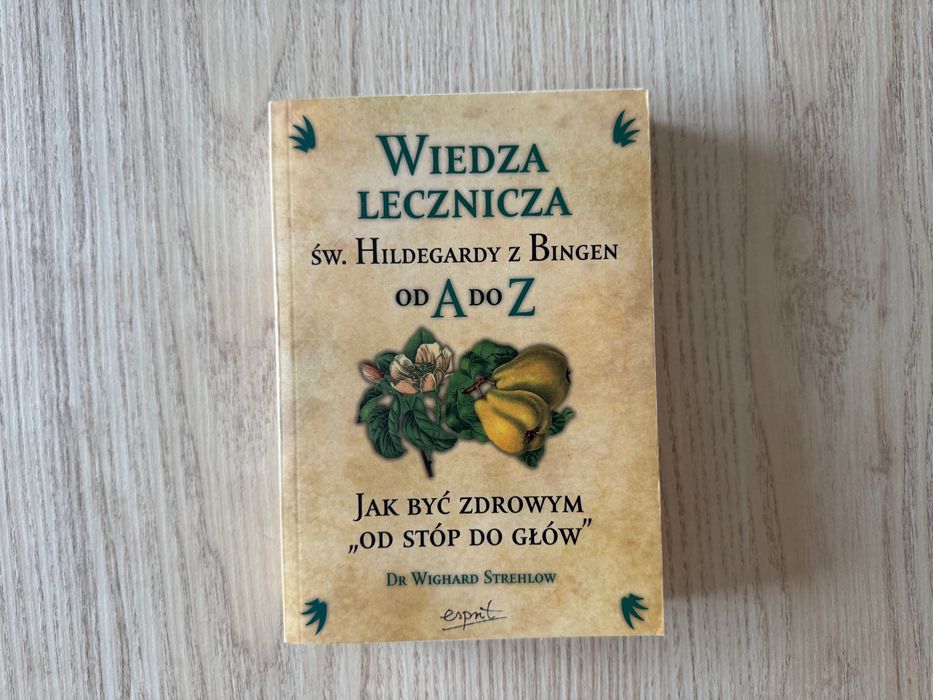 WIEDZA
LECZNICZA
ŚW. HILDEGARDY Z BINGEN
OD A DO Z
JAK BYĆ ZDROWYM
„OD STÓP DO GŁÓW”
DR WIGHARD STREHLOW
esprit